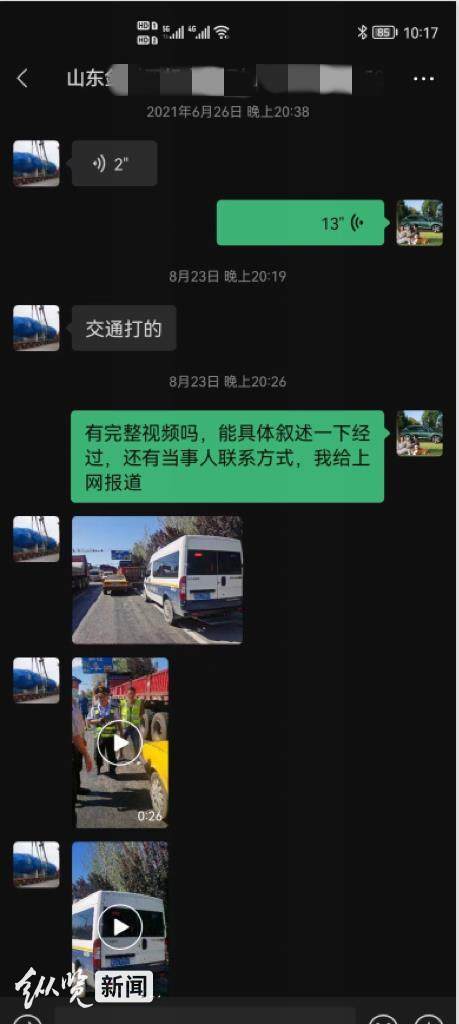 HD 1
HD 2
5G
4G
85
10:17
山东
2021年6月26日 晚上20:38
2"
13"
8月23日 晚上20:19
交通打的
8月23日 晚上20:26
有完整视频吗，能具体叙述一下经
过，还有当事人联系方式，我给上
网报道
0:26
纵览新闻